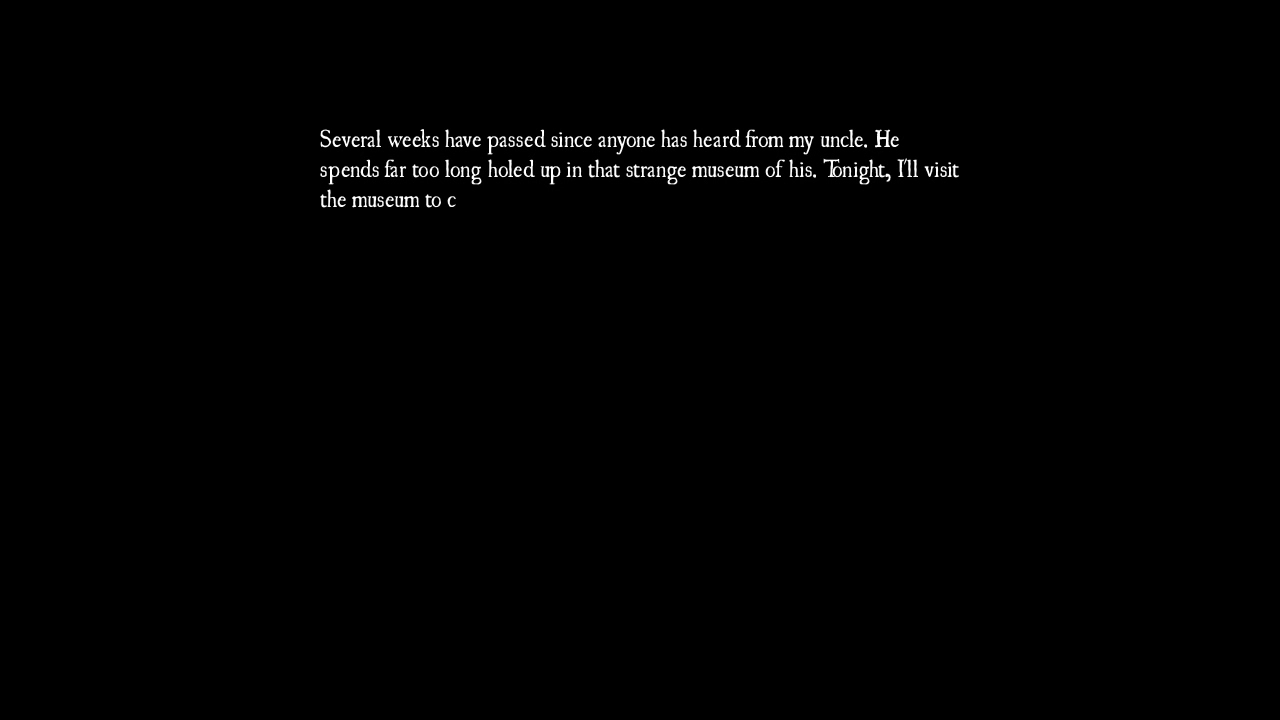 Several weeks have passed since anyone has heard from my uncle. He
spends far too long holed up in that strange museum of his. Tonight, I'll visit
the museum to c